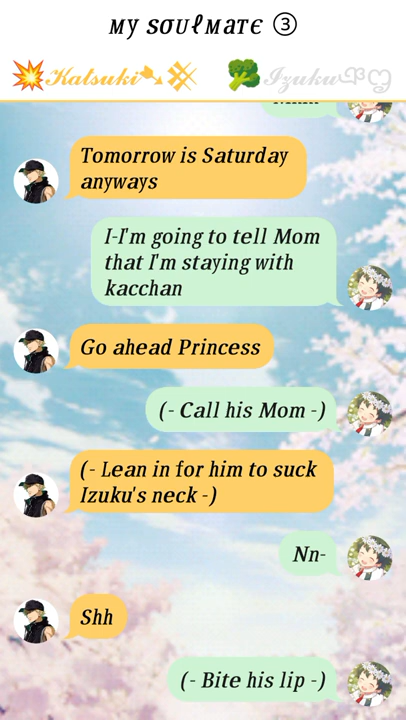 My soulmate ③
💥Katsuki➴※ 🥦Izukuஐღ
Tomorrow is Saturday
anyways
I-I'm going to tell Mom
that I'm staying with
kacchan
Go ahead Princess
(- Call his Mom -)
(- Lean in for him to suck
Izuku's neck -)
Nn-
Shh
(- Bite his lip -)